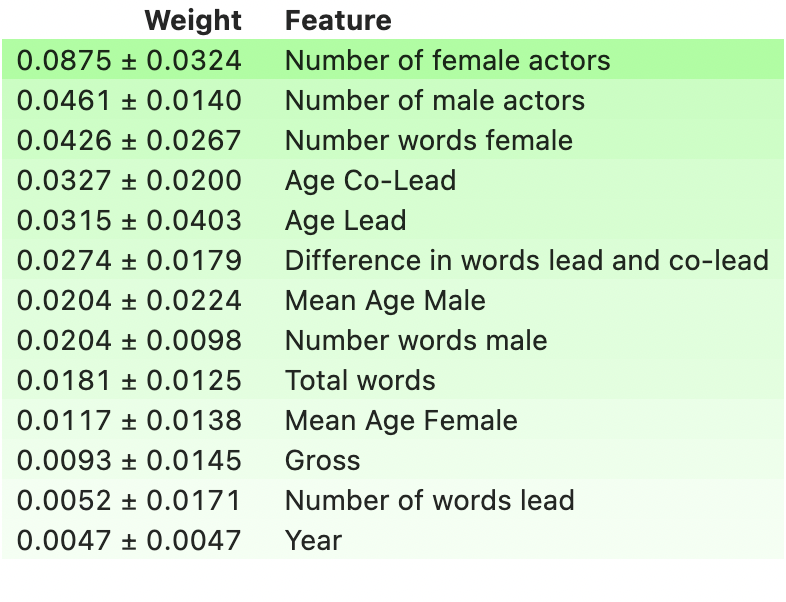 Weight Feature
0.0875 ± 0.0324 Number of female actors
0.0461 ± 0.0140 Number of male actors
0.0426 ± 0.0267 Number words female
0.0327 ± 0.0200 Age Co-Lead
0.0315 ± 0.0403 Age Lead
0.0274 ± 0.0179 Difference in words lead and co-lead
0.0204 ± 0.0224 Mean Age Male
0.0204 ± 0.0098 Number words male
0.0181 ± 0.0125 Total words
0.0117 ± 0.0138 Mean Age Female
0.0093 ± 0.0145 Gross
0.0052 ± 0.0171 Number of words lead
0.0047 ± 0.0047 Year